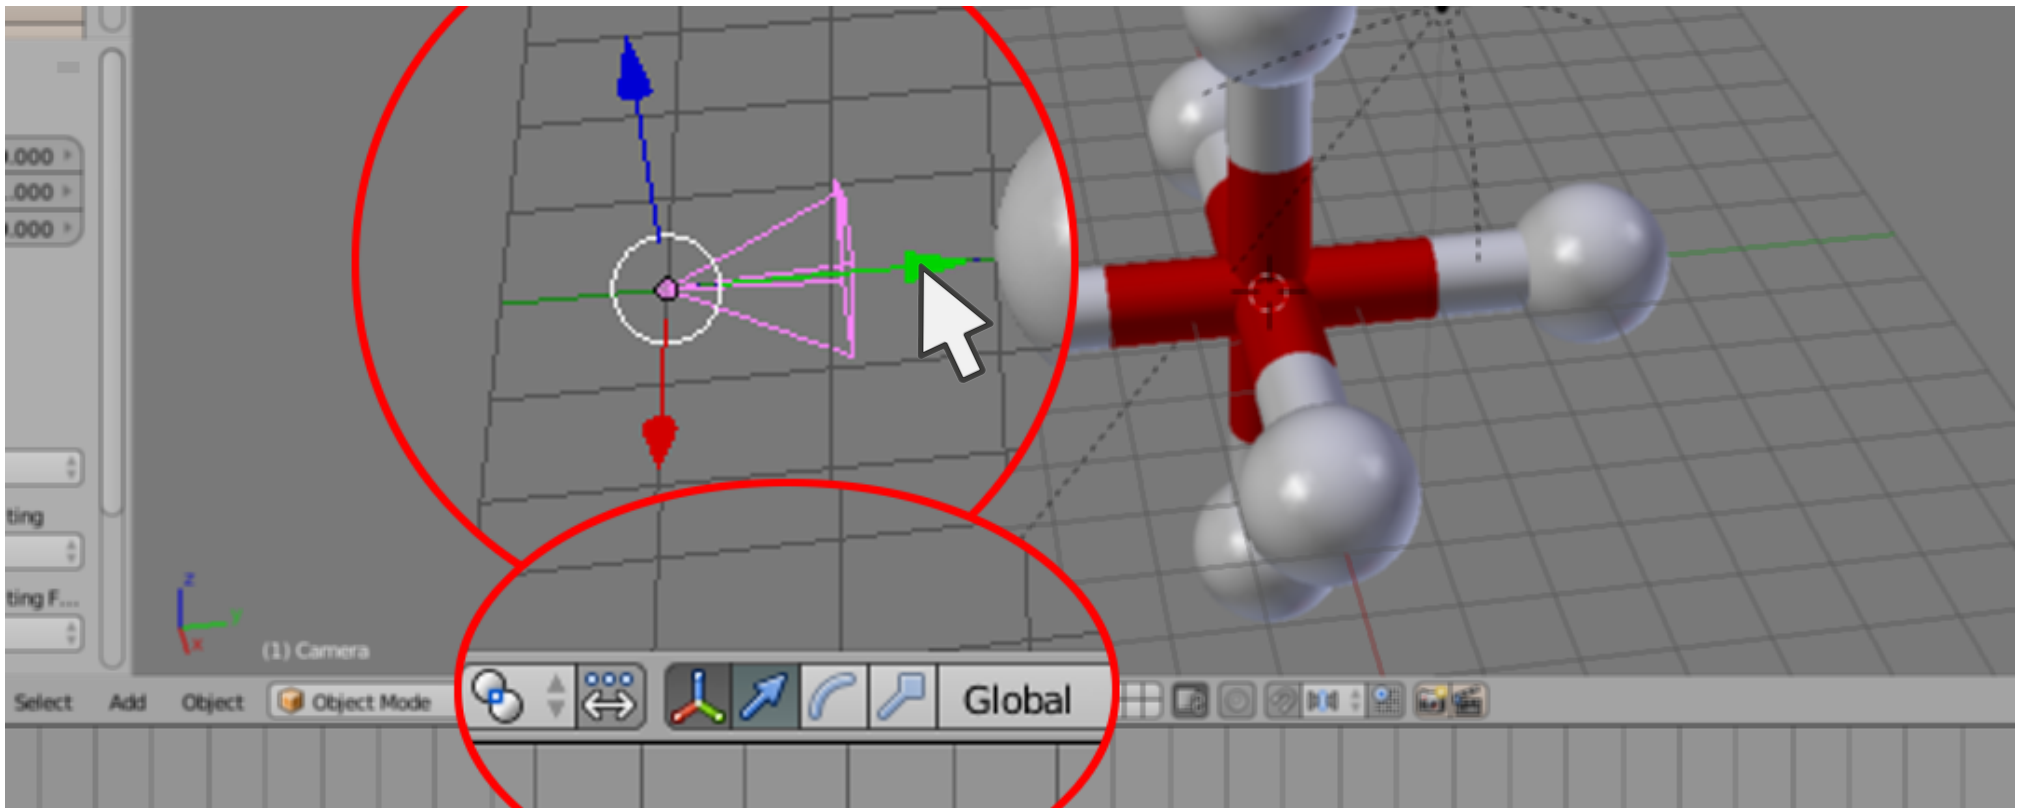 .000
.000
.000
ting
ting F...
z
y
x
(1) Camera
Select Add Object Object Mode Global